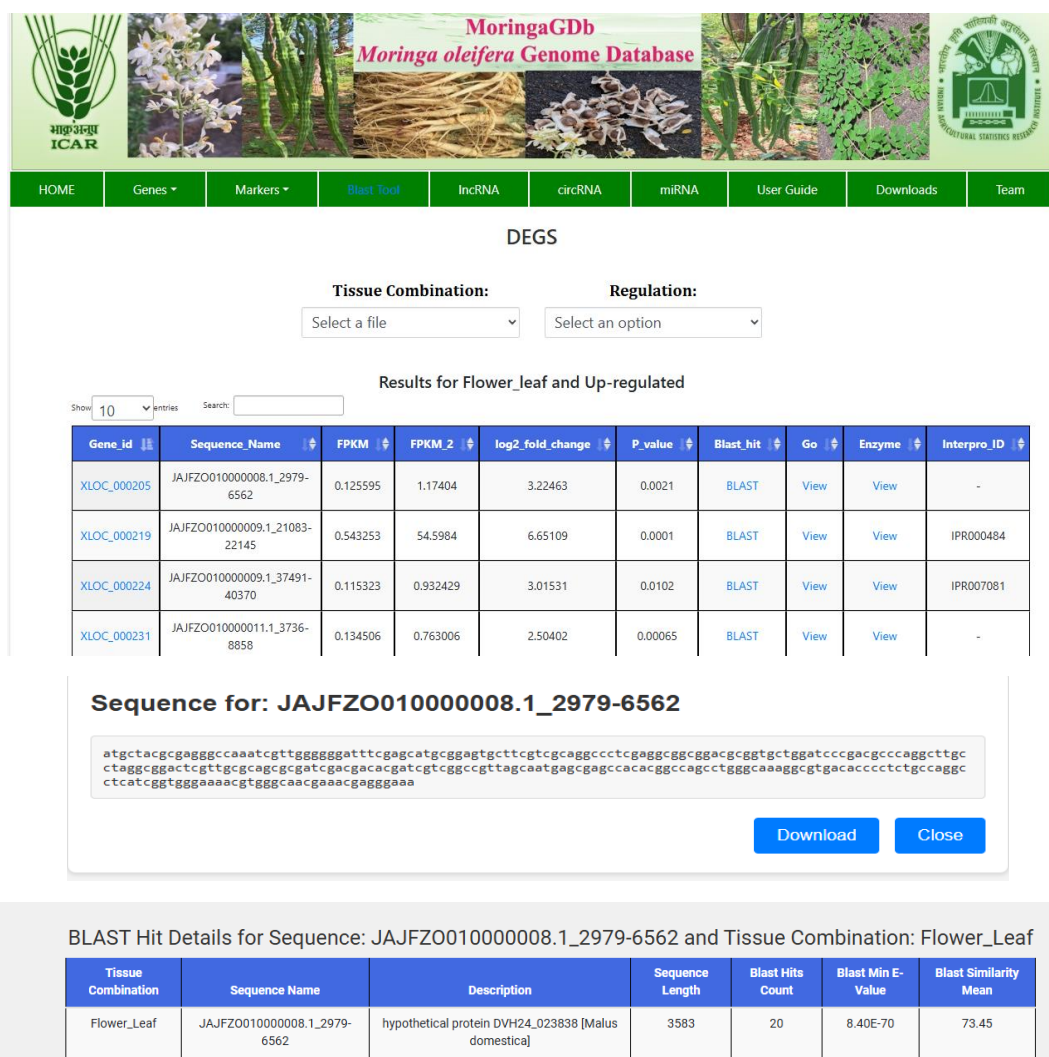 MoringaGDb
Moringa oleifera Genome Database
भाकृअनुप
ICAR
INDIAN AGRICULTURAL STATISTICS RESEARCH INSTITUTE
HOME Genes Markers Blast Tool lncRNA circRNA miRNA User Guide Downloads Team
DEGS
Tissue Combination: Regulation:
Select a file Select an option
Results for Flower_leaf and Up-regulated
Show 10 entries Search:
Gene_id Sequence_Name FPKM FPKM_2 log2_fold_change P_value Blast_hit Go Enzyme Interpro_ID
XLOC_000205 JAJFZO010000008.1_2979-6562 0.125595 1.17404 3.22463 0.0021 BLAST View View -
XLOC_000219 JAJFZO010000009.1_21083-22145 0.543253 54.5984 6.65109 0.0001 BLAST View View IPR000484
XLOC_000224 JAJFZO010000009.1_37491-40370 0.115323 0.932429 3.01531 0.0102 BLAST View View IPR007081
XLOC_000231 JAJFZO010000011.1_3736-8858 0.134506 0.763006 2.50402 0.00065 BLAST View View -
Sequence for: JAJFZO010000008.1_2979-6562
atgctacgcgagggccaaatcgttggggggatttcgagcatgcggagtgcttcgtcgcaggccctcgaggcggcggacgcggtgctggatcccgacgcccaggcttgc
ctaggcggactcgttgcgcagcgcgatcgacgacacgatcgtcggccgttagcaatgagcgagccacacggccagcctgggcaaaggcgtgacacccctctgccaggc
ctcatcggtgggaaaacgtgggcaacgaaacgagggaaa
Download Close
BLAST Hit Details for Sequence: JAJFZO010000008.1_2979-6562 and Tissue Combination: Flower_Leaf
Tissue Combination Sequence Name Description Sequence Length Blast Hits Count Blast Min E-Value Blast Similarity Mean
Flower_Leaf JAJFZO010000008.1_2979-6562 hypothetical protein DVH24_023838 [Malus domestica] 3583 20 8.40E-70 73.45